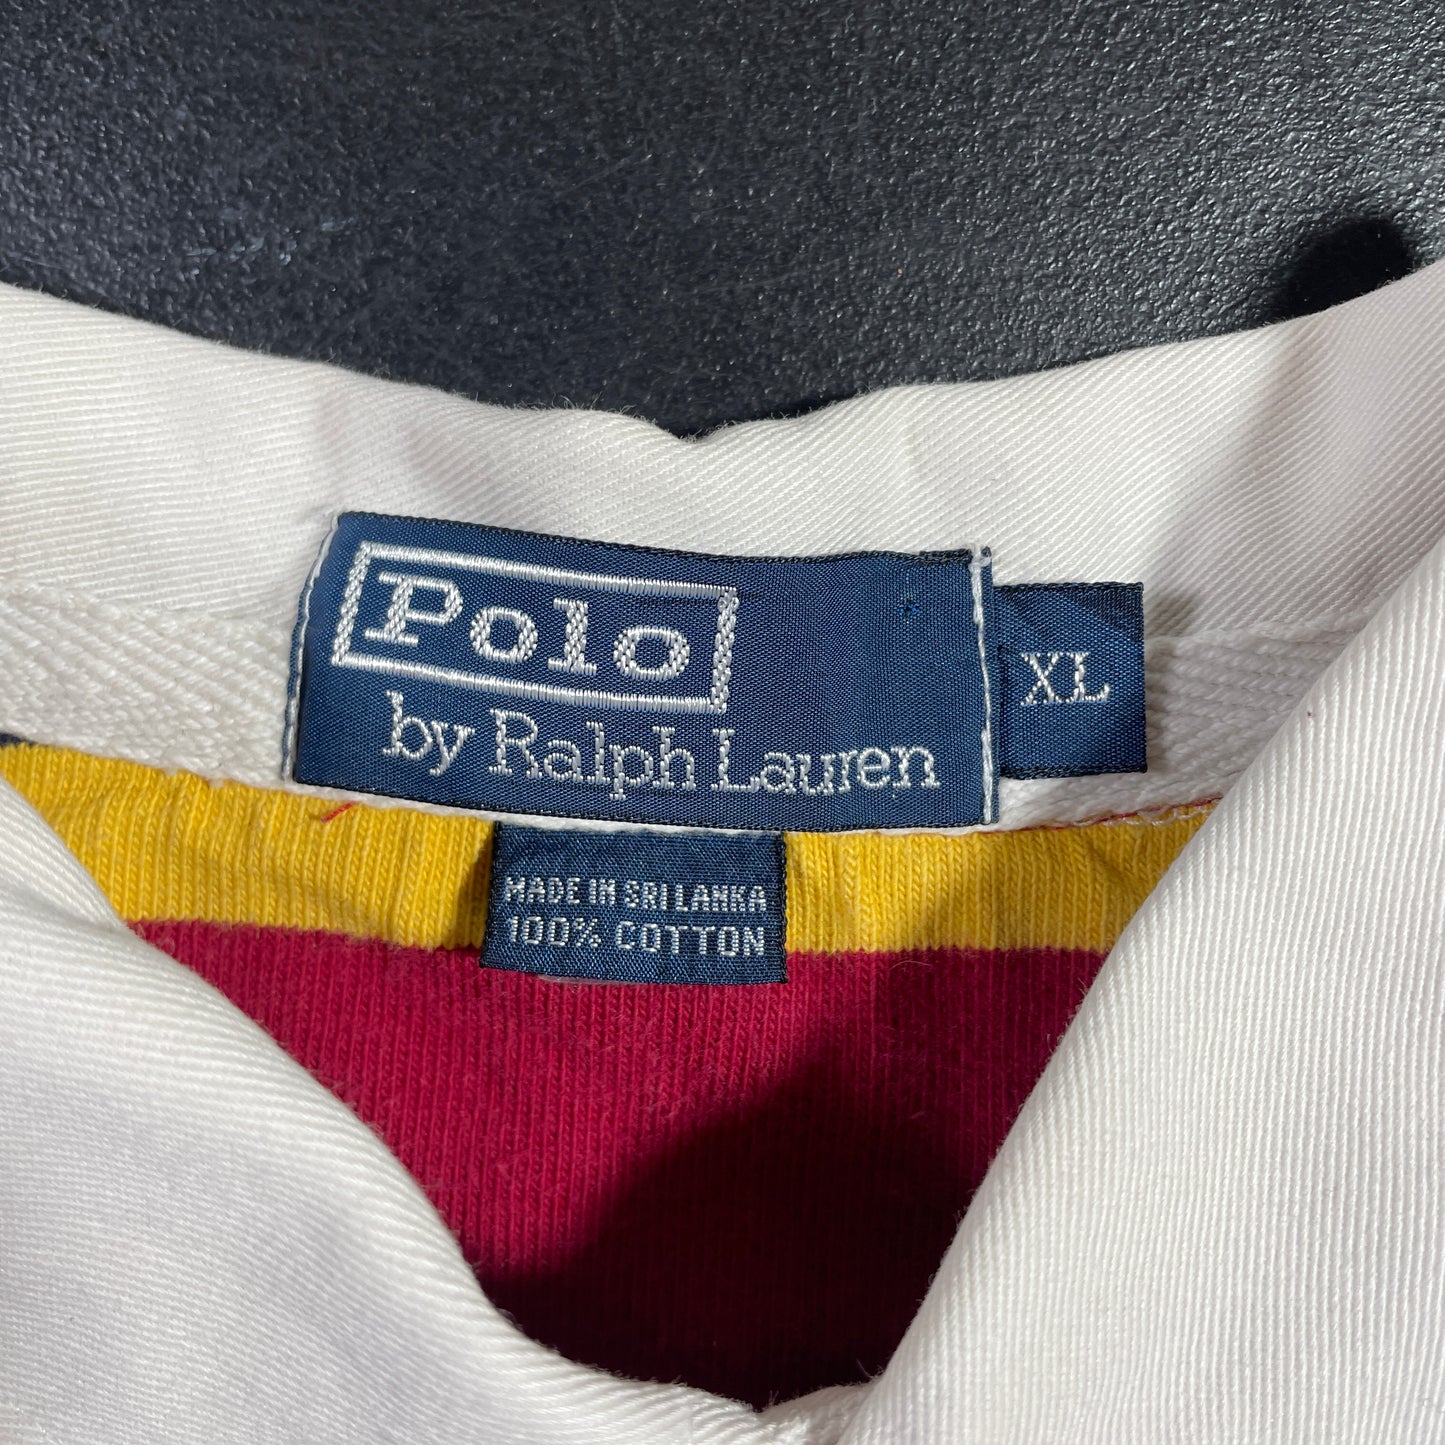 Polo
by Ralph Lauren
XL
MADE IN SRI LANKA
100% COTTON